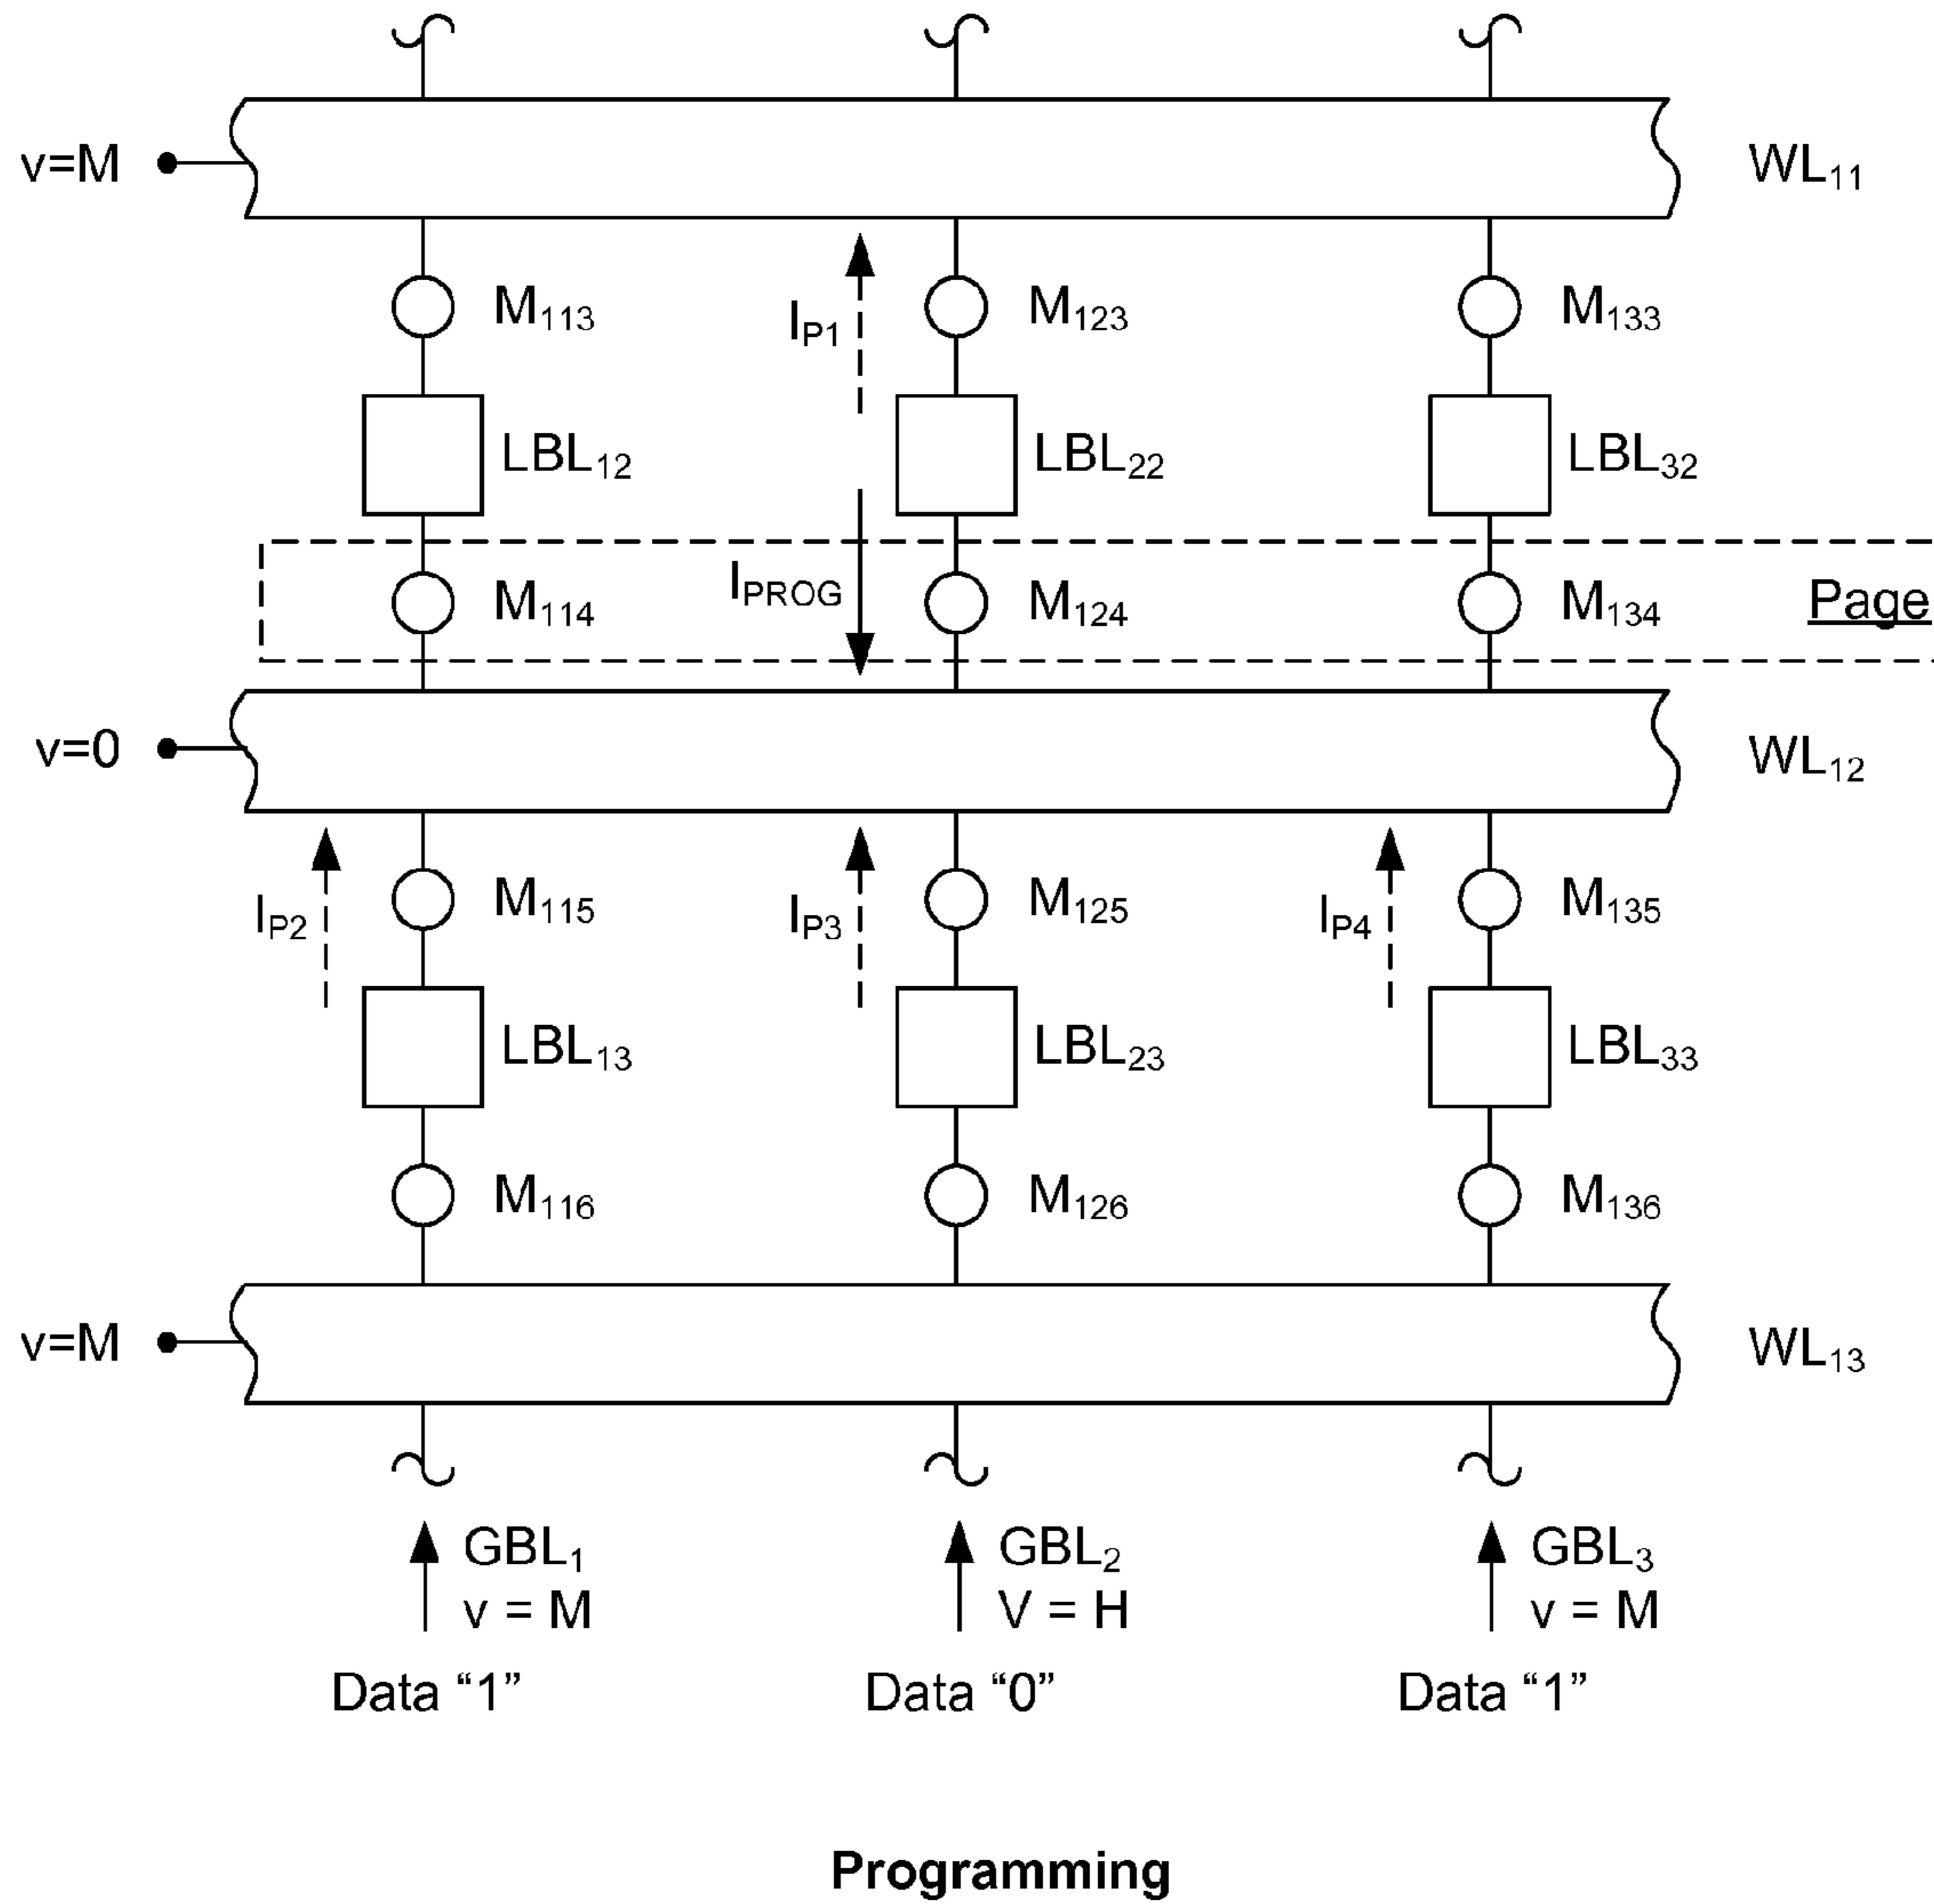 v=M
WL11
M113
IP1
M123
M133
LBL12
LBL22
LBL32
IPROG
M114
M124
M134
Page
v=0
WL12
IP2
M115
IP3
M125
IP4
M135
LBL13
LBL23
LBL33
M116
M126
M136
v=M
WL13
GBL1
v = M
GBL2
V = H
GBL3
v = M
Data “1”
Data “0”
Data “1”
Programming